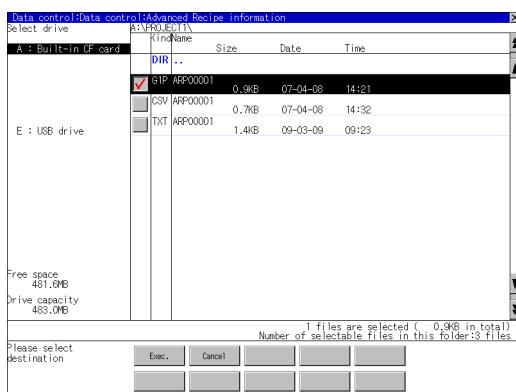 Data control:Data control:Advanced Recipe information
Select drive
A:\PROJECT1\
Kind Name
Size Date Time
A : Built-in CF card
DIR ..
G1P ARP00001
0.9KB 07-04-08 14:21
CSV ARP00001
0.7KB 07-04-08 14:32
TXT ARP00001
1.4KB 09-03-09 09:23
E : USB drive
Free space
481.6MB
Drive capacity
483.0MB
1 files are selected ( 0.9KB in total)
Number of selectable files in this folder:3 files
Please select
destination
Exec. Cancel